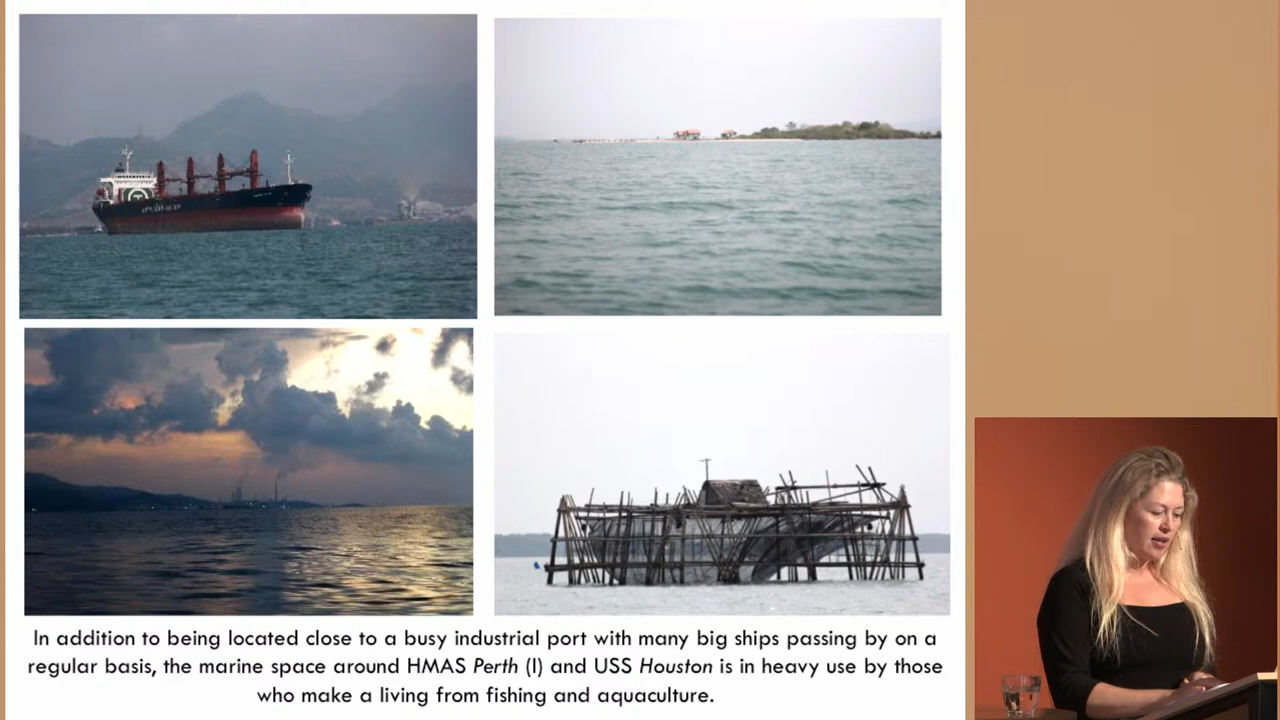 In addition to being located close to a busy industrial port with many big ships passing by on a
regular basis, the marine space around HMAS Perth (I) and USS Houston is in heavy use by those
who make a living from fishing and aquaculture.